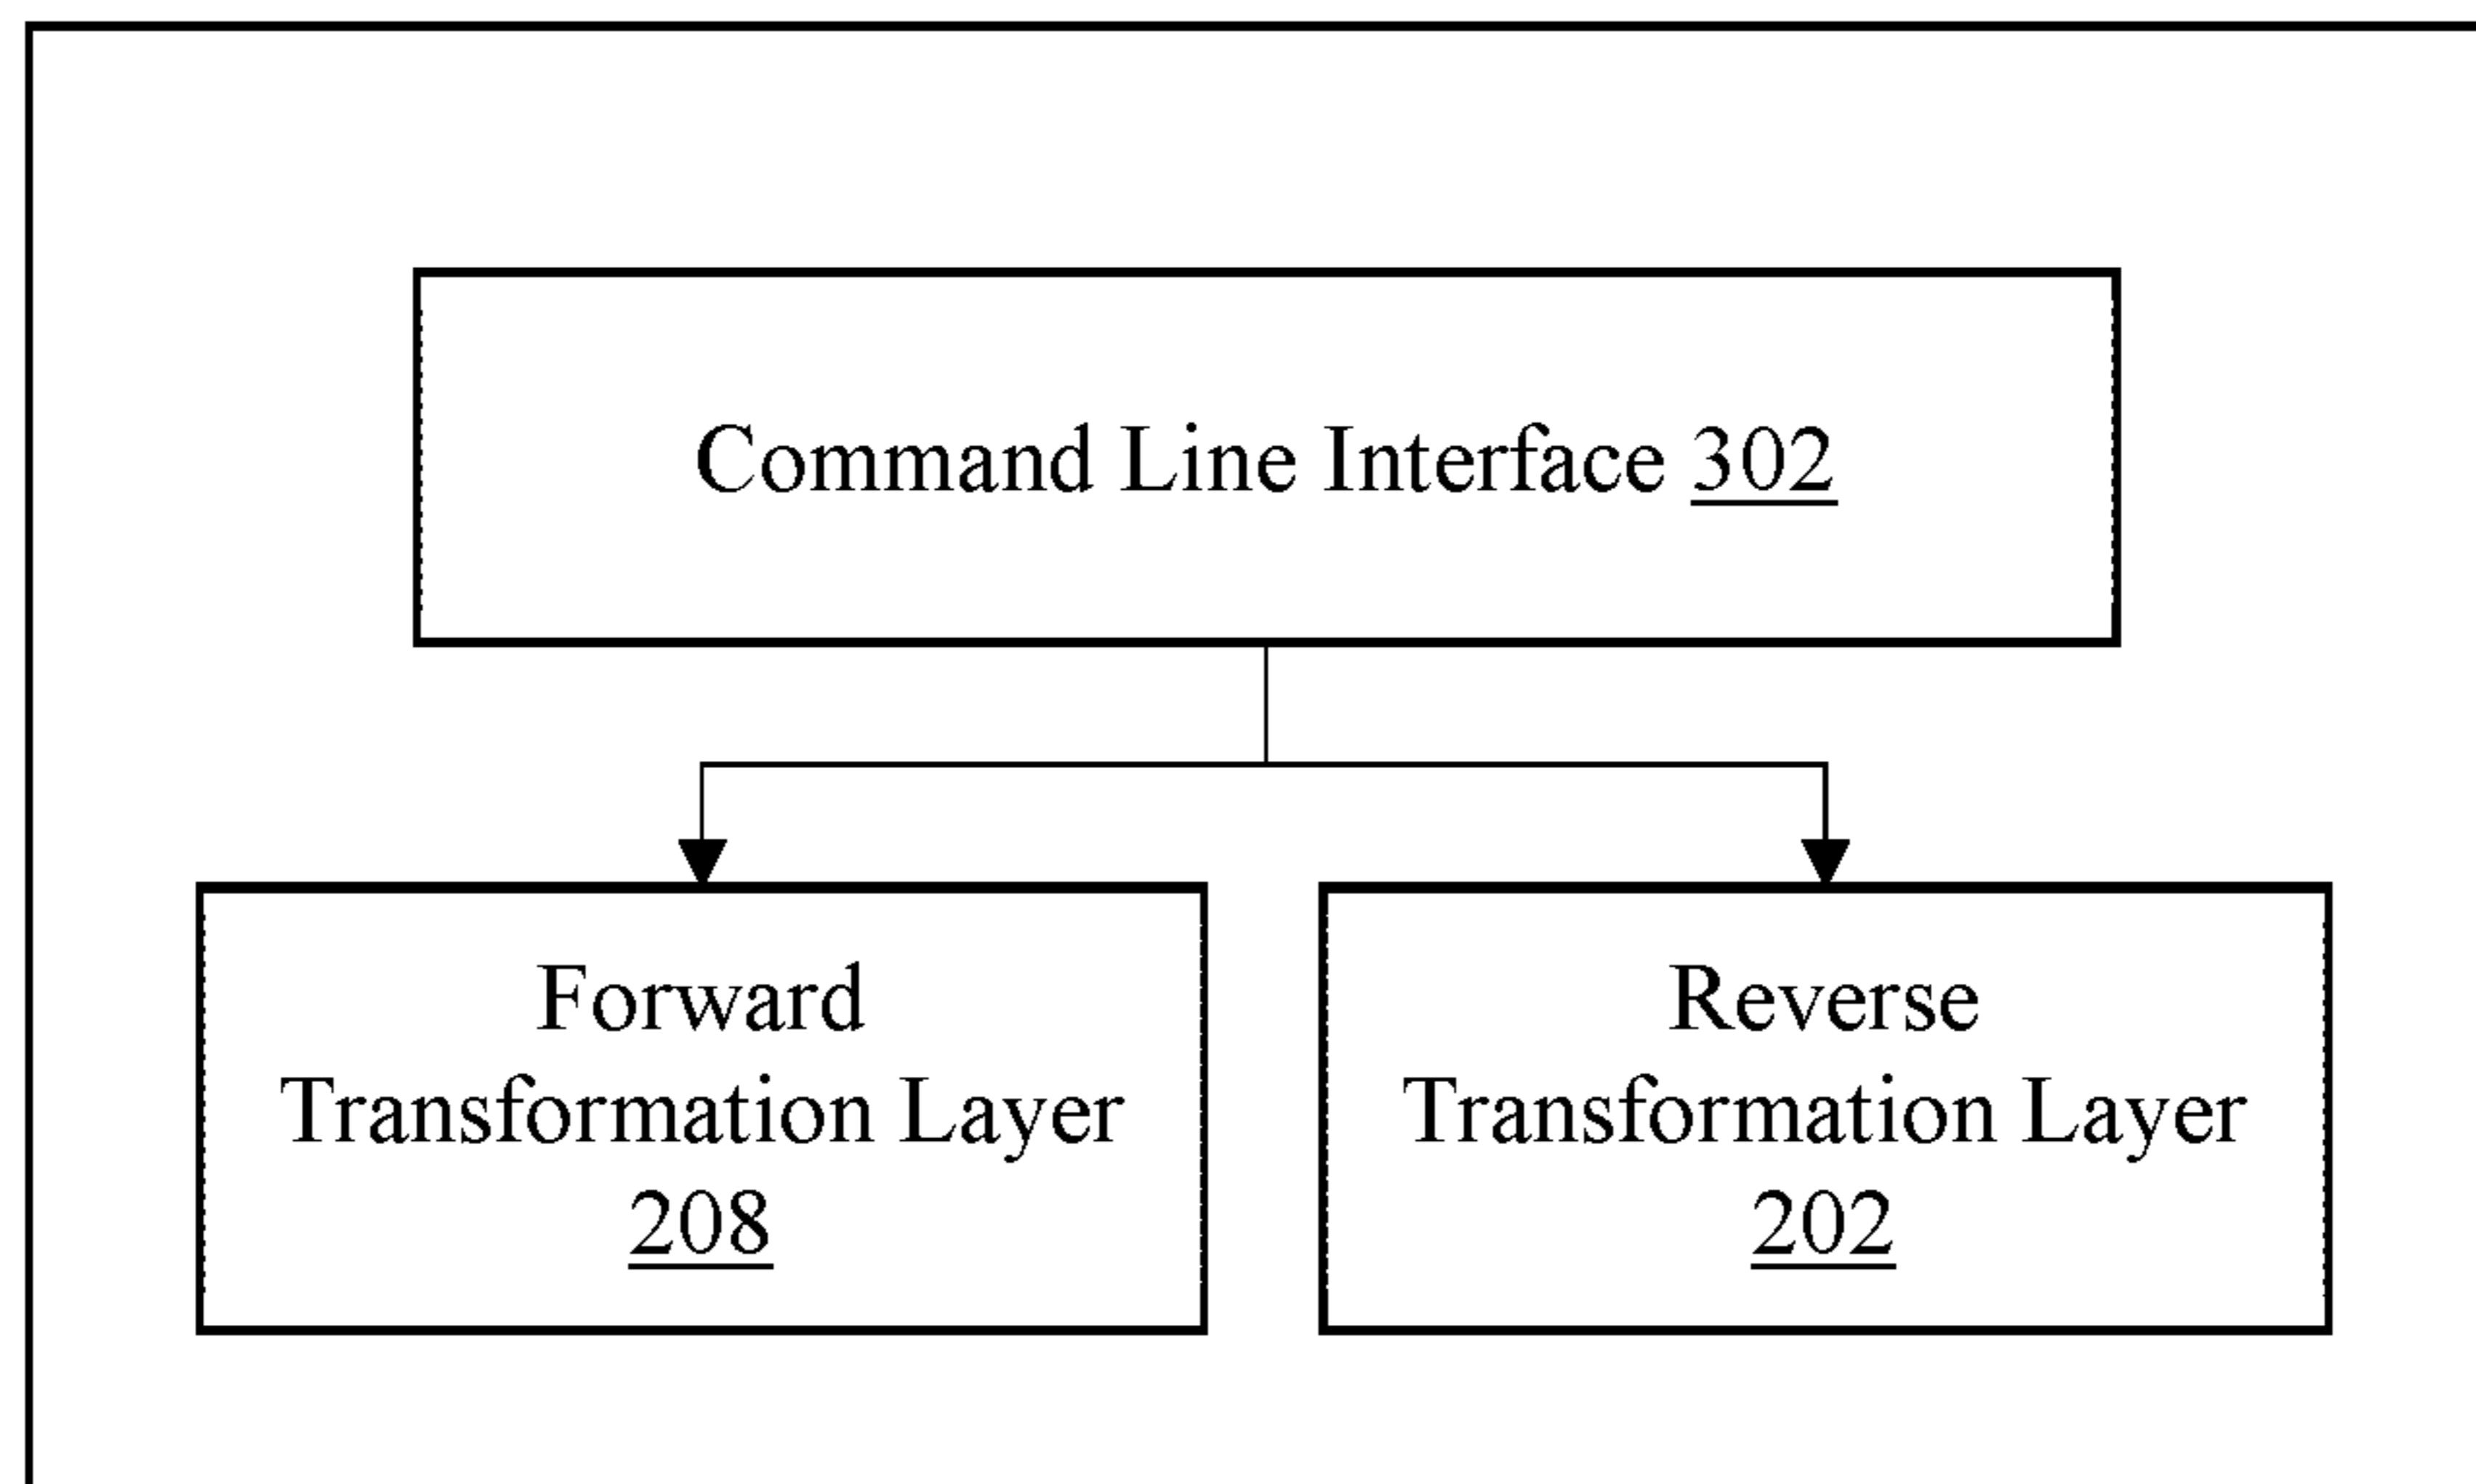 Command Line Interface 302
Forward
Transformation Layer
208
Reverse
Transformation Layer
202